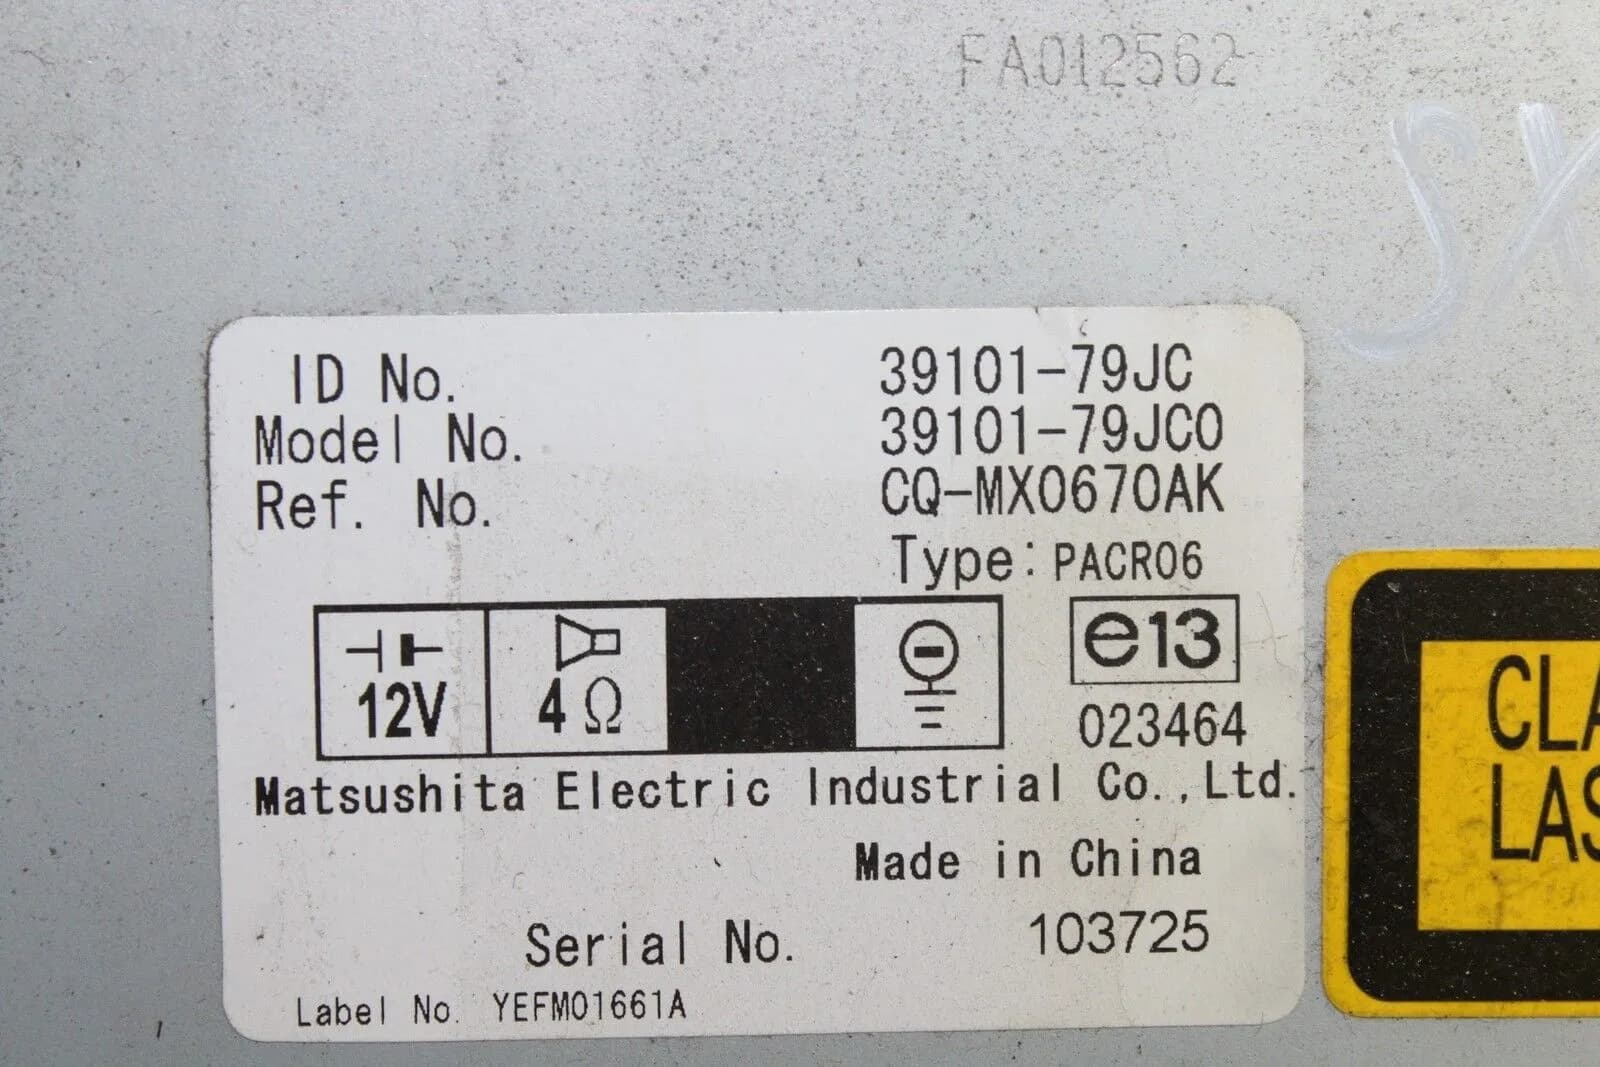 FA012562
SX
ID No. 39101-79JC
Model No. 39101-79JC0
Ref. No. CQ-MX0670AK
Type: PACR06
12V
4 Ω
e13
023464
Matsushita Electric Industrial Co.,Ltd.
Made in China
Serial No. 103725
Label No. YEFM01661A
CLA
LAS